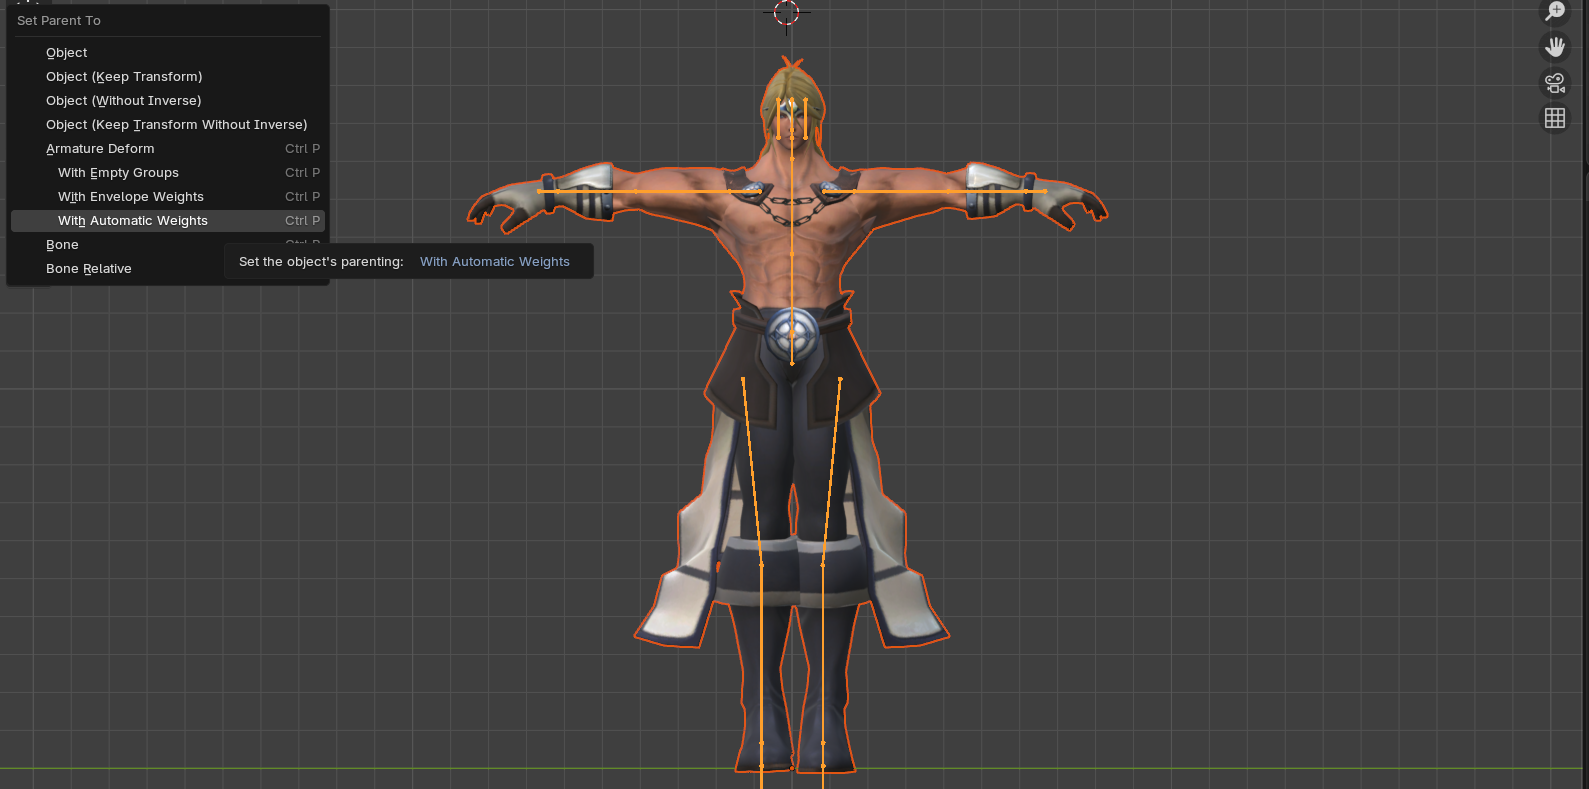 Set Parent To
Object
Object (Keep Transform)
Object (Without Inverse)
Object (Keep Transform Without Inverse)
Armature Deform Ctrl P
With Empty Groups Ctrl P
With Envelope Weights Ctrl P
With Automatic Weights Ctrl P
Bone Ctrl P
Set the object's parenting: With Automatic Weights
Bone Relative